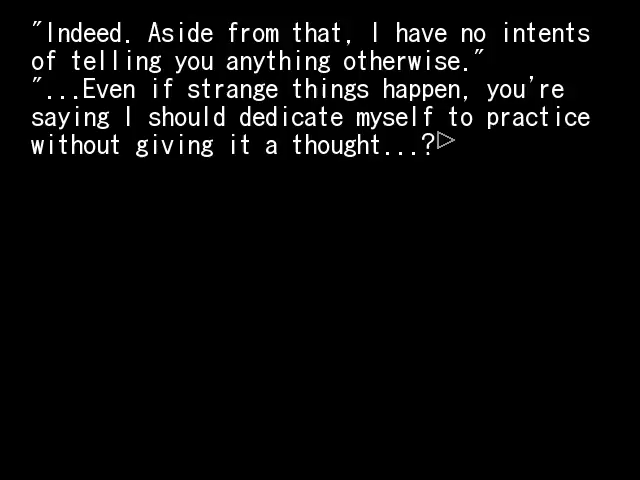 "Indeed. Aside from that, I have no intents
of telling you anything otherwise."
"...Even if strange things happen, you're
saying I should dedicate myself to practice
without giving it a thought...?